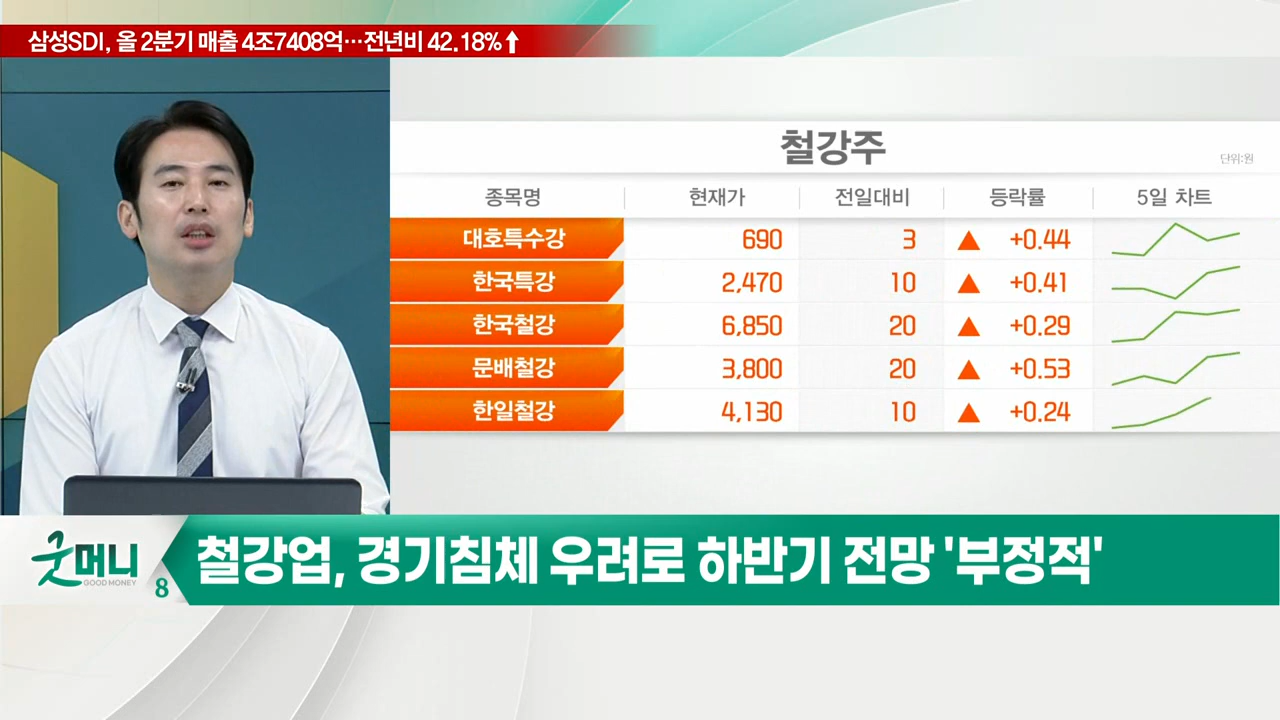 삼성SDI, 올 2분기 매출 4조7408억…전년비 42.18%↑
철강주
단위:원
종목명 현재가 전일대비 등락률 5일 차트
대호특수강 690 3 ▲ +0.44
한국특강 2,470 10 ▲ +0.41
한국철강 6,850 20 ▲ +0.29
문배철강 3,800 20 ▲ +0.53
한일철강 4,130 10 ▲ +0.24
굿머니
GOOD MONEY
8
철강업, 경기침체 우려로 하반기 전망 '부정적'